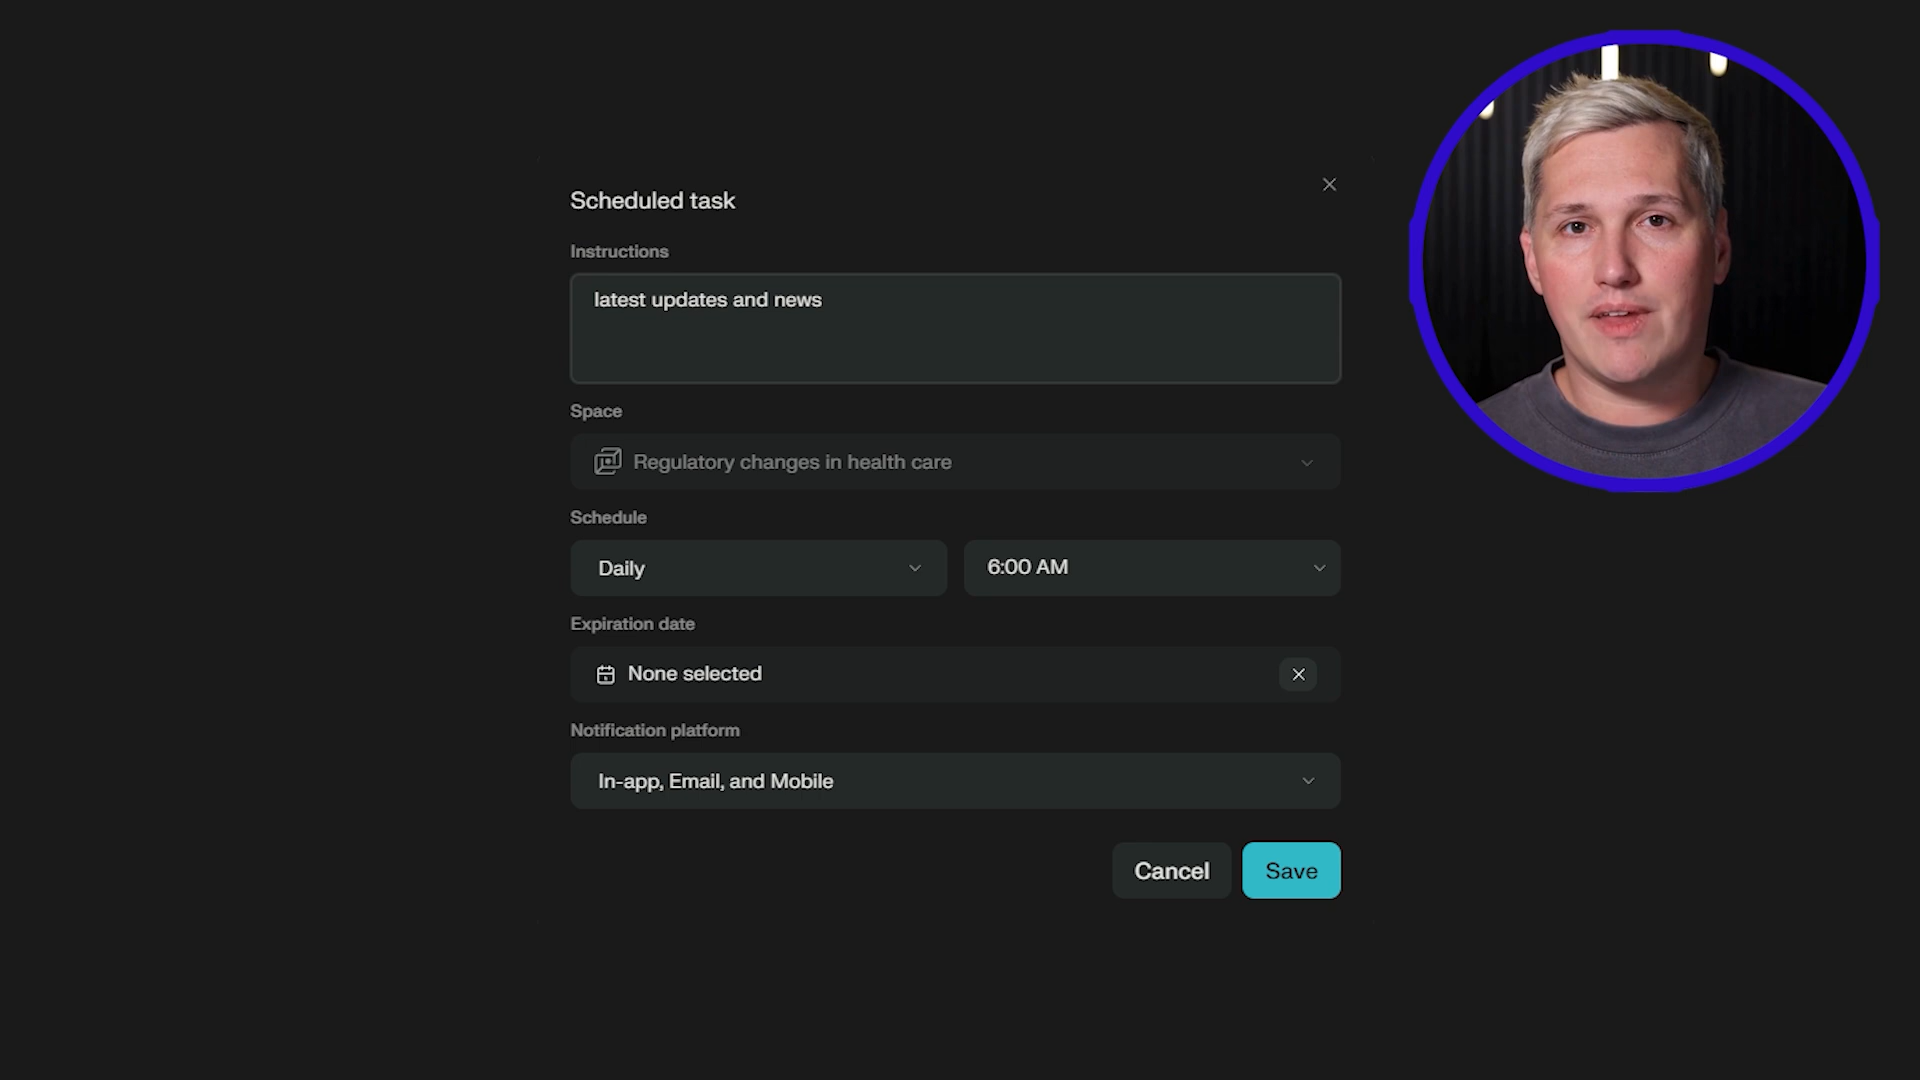 Scheduled task
Instructions
latest updates and news
Space
Regulatory changes in health care
Schedule
Daily
6:00 AM
Expiration date
None selected
Notification platform
In-app, Email, and Mobile
Cancel
Save